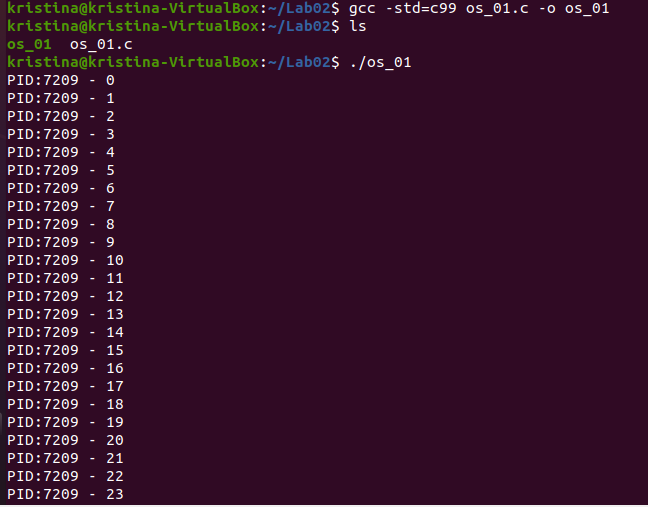 kristina@kristina-VirtualBox:~/Lab02$ gcc -std=c99 os_01.c -o os_01
kristina@kristina-VirtualBox:~/Lab02$ ls
os_01  os_01.c
kristina@kristina-VirtualBox:~/Lab02$ ./os_01
PID:7209 - 0
PID:7209 - 1
PID:7209 - 2
PID:7209 - 3
PID:7209 - 4
PID:7209 - 5
PID:7209 - 6
PID:7209 - 7
PID:7209 - 8
PID:7209 - 9
PID:7209 - 10
PID:7209 - 11
PID:7209 - 12
PID:7209 - 13
PID:7209 - 14
PID:7209 - 15
PID:7209 - 16
PID:7209 - 17
PID:7209 - 18
PID:7209 - 19
PID:7209 - 20
PID:7209 - 21
PID:7209 - 22
PID:7209 - 23